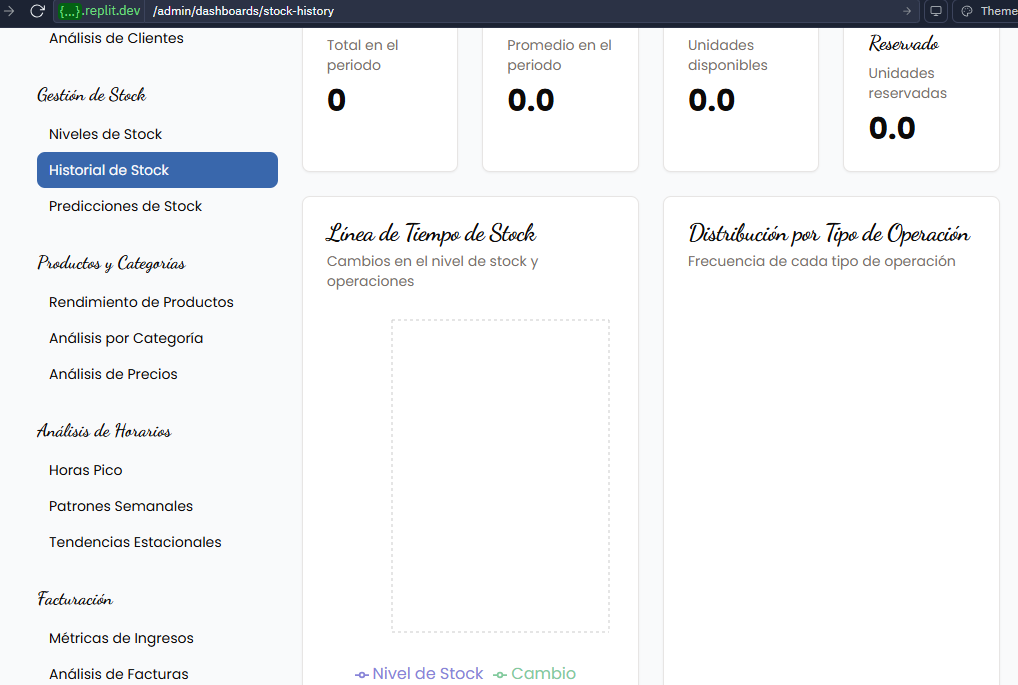 {...}.replit.dev /admin/dashboards/stock-history
Theme
Análisis de Clientes
Gestión de Stock
Niveles de Stock
Historial de Stock
Predicciones de Stock
Productos y Categorías
Rendimiento de Productos
Análisis por Categoría
Análisis de Precios
Análisis de Horarios
Horas Pico
Patrones Semanales
Tendencias Estacionales
Facturación
Métricas de Ingresos
Análisis de Facturas
Total en el
periodo
0
Promedio en el
periodo
0.0
Unidades
disponibles
0.0
Reservado
Unidades
reservadas
0.0
Línea de Tiempo de Stock
Cambios en el nivel de stock y
operaciones
Nivel de Stock Cambio
Distribución por Tipo de Operación
Frecuencia de cada tipo de operación